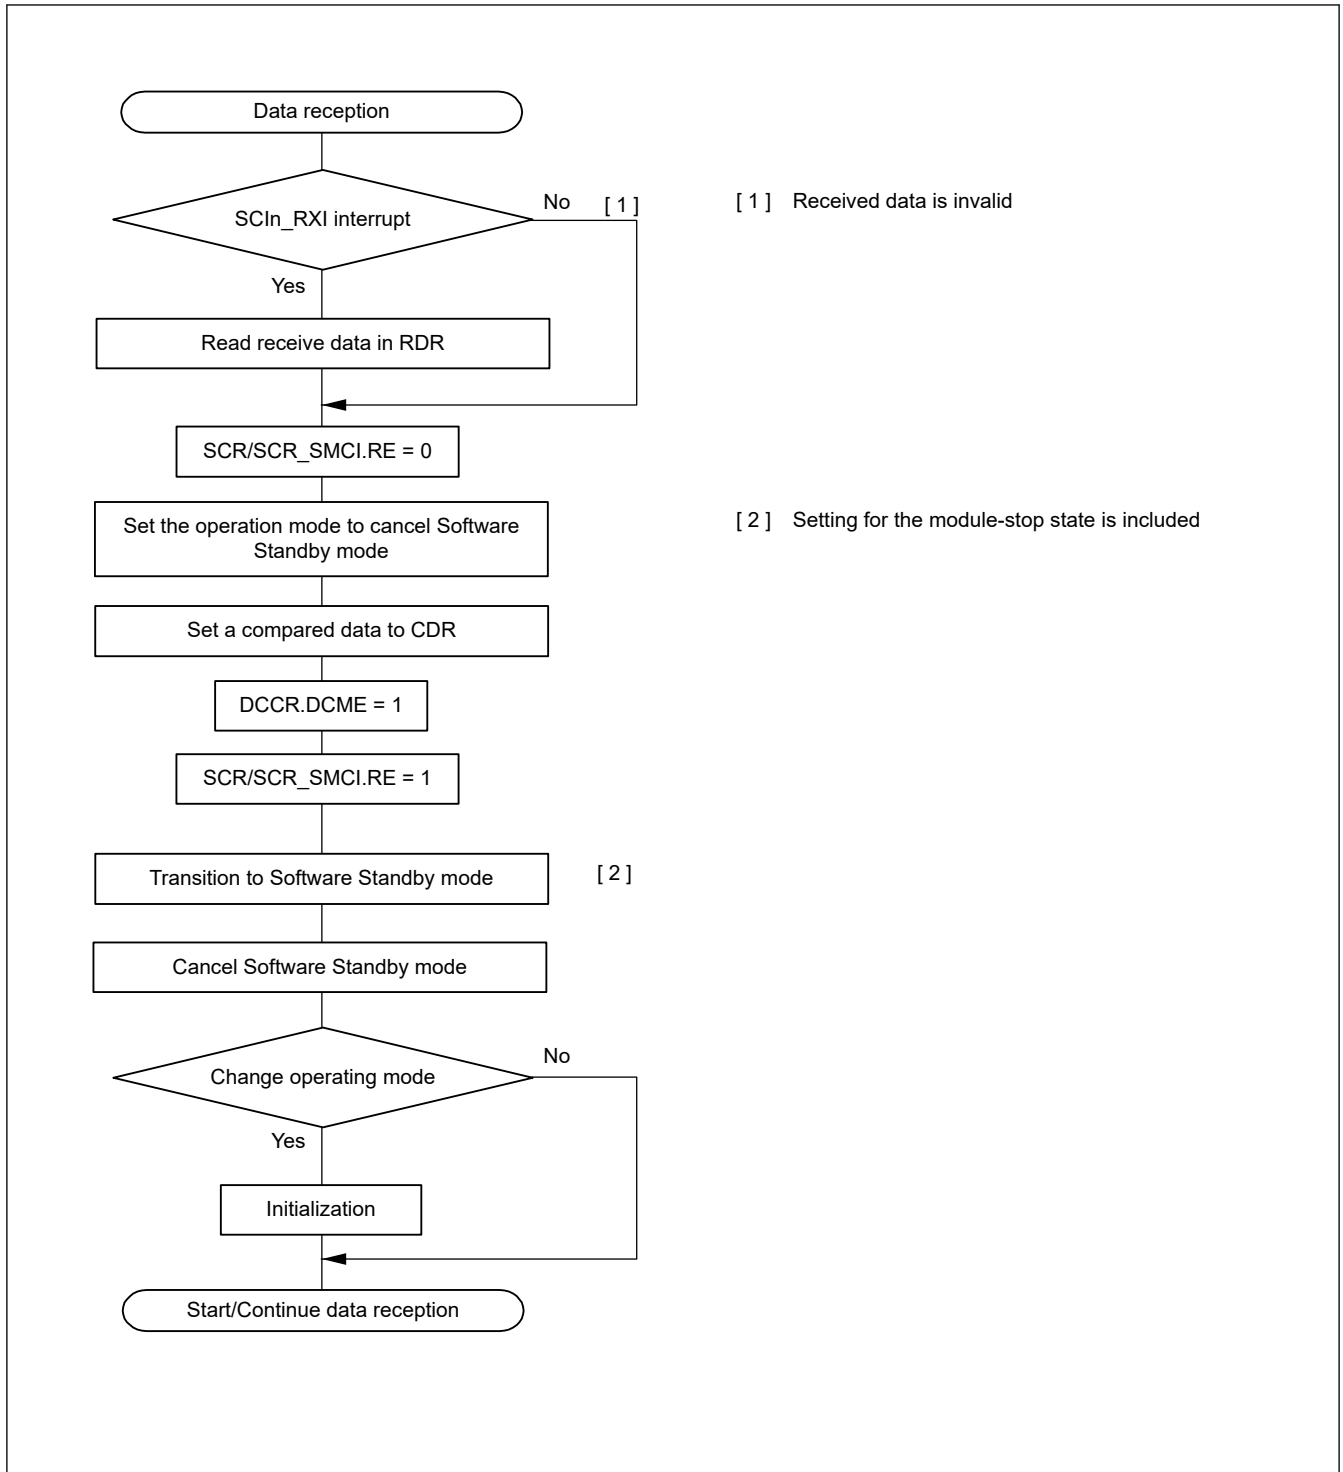 Data reception
SCIn_RXI interrupt
No
[ 1 ]
[ 1 ] Received data is invalid
Yes
Read receive data in RDR
SCR/SCR_SMCI.RE = 0
Set the operation mode to cancel Software
Standby mode
[ 2 ] Setting for the module-stop state is included
Set a compared data to CDR
DCCR.DCME = 1
SCR/SCR_SMCI.RE = 1
Transition to Software Standby mode
[ 2 ]
Cancel Software Standby mode
Change operating mode
No
Yes
Initialization
Start/Continue data reception